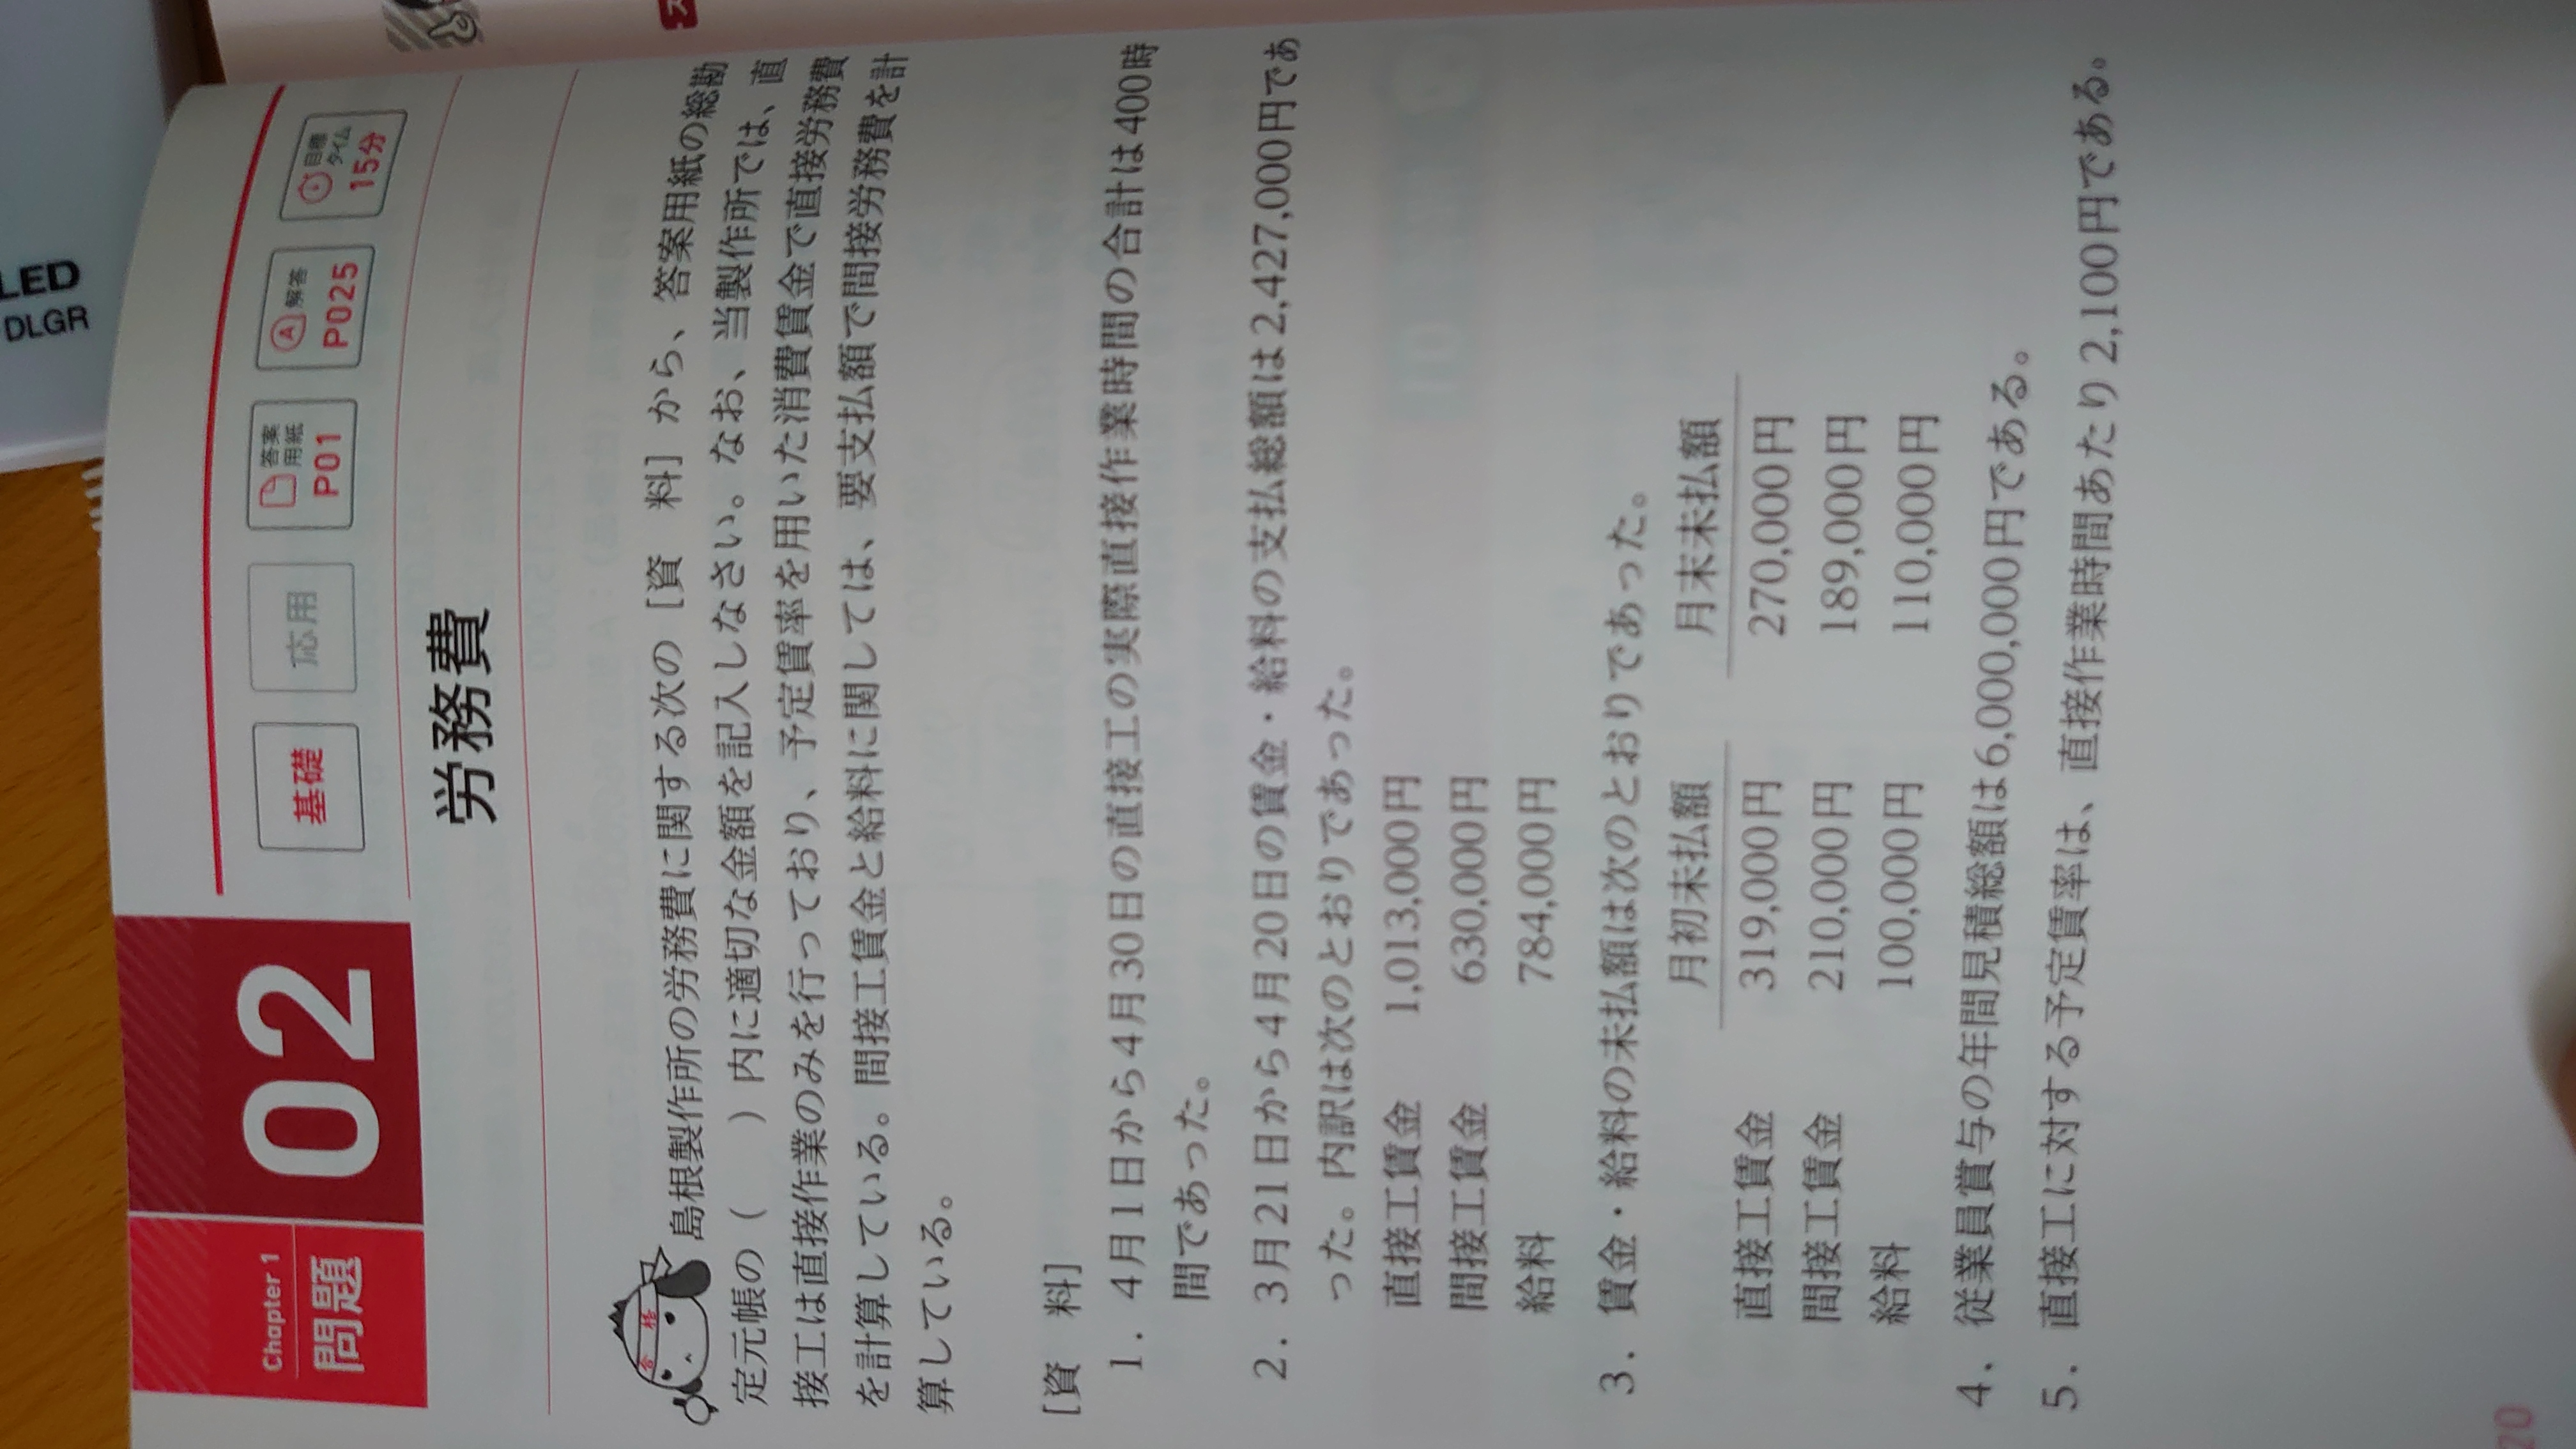 LED
DLGR
Chapter 1
問題
02
基礎
応用
答案
用紙
P01
解答
P025
目標
タイム
15分
労務費
合格
島根製作所の労務費に関する次の［資　料］から、答案用紙の総勘
定元帳の（　　）内に適切な金額を記入しなさい。なお、当製作所では、直
接工は直接作業のみを行っており、予定賃率を用いた消費賃金で直接労務費
を計算している。間接工賃金と給料に関しては、要支払額で間接労務費を計
算している。
［資　料］
1．4月1日から4月30日の直接工の実際直接作業時間の合計は400時
間であった。
2．3月21日から4月20日の賃金・給料の支払総額は2,427,000円であ
った。内訳は次のとおりであった。
直接工賃金　1,013,000円
間接工賃金　630,000円
給料　784,000円
3．賃金・給料の未払額は次のとおりであった。
月初未払額　月末未払額
直接工賃金　319,000円　270,000円
間接工賃金　210,000円　189,000円
給料　100,000円　110,000円
4．従業員賞与の年間見積総額は6,000,000円である。
5．直接工に対する予定賃率は、直接作業時間あたり2,100円である。
20